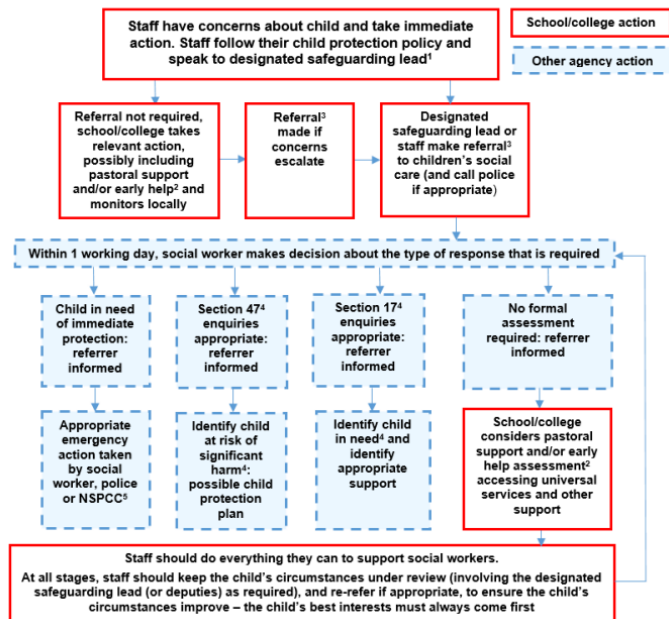 Staff have concerns about child and take immediate
action. Staff follow their child protection policy and
speak to designated safeguarding lead¹
School/college action
Other agency action
Referral not required,
school/college takes
relevant action,
possibly including
pastoral support
and/or early help² and
monitors locally
Referral³
made if
concerns
escalate
Designated
safeguarding lead or
staff make referral³
to children's social
care (and call police
if appropriate)
Within 1 working day, social worker makes decision about the type of response that is required
Child in need
of immediate
protection:
referrer
informed
Section 47⁴
enquiries
appropriate:
referrer
informed
Section 17⁴
enquiries
appropriate:
referrer
informed
No formal
assessment
required: referrer
informed
Appropriate
emergency
action taken
by social
worker, police
or NSPCC⁵
Identify child
at risk of
significant
harm⁴:
possible child
protection
plan
Identify child
in need⁴ and
identify
appropriate
support
School/college
considers pastoral
support and/or early
help assessment²
accessing universal
services and other
support
Staff should do everything they can to support social workers.
At all stages, staff should keep the child's circumstances under review (involving the designated
safeguarding lead (or deputies) as required), and re-refer if appropriate, to ensure the child's
circumstances improve – the child's best interests must always come first